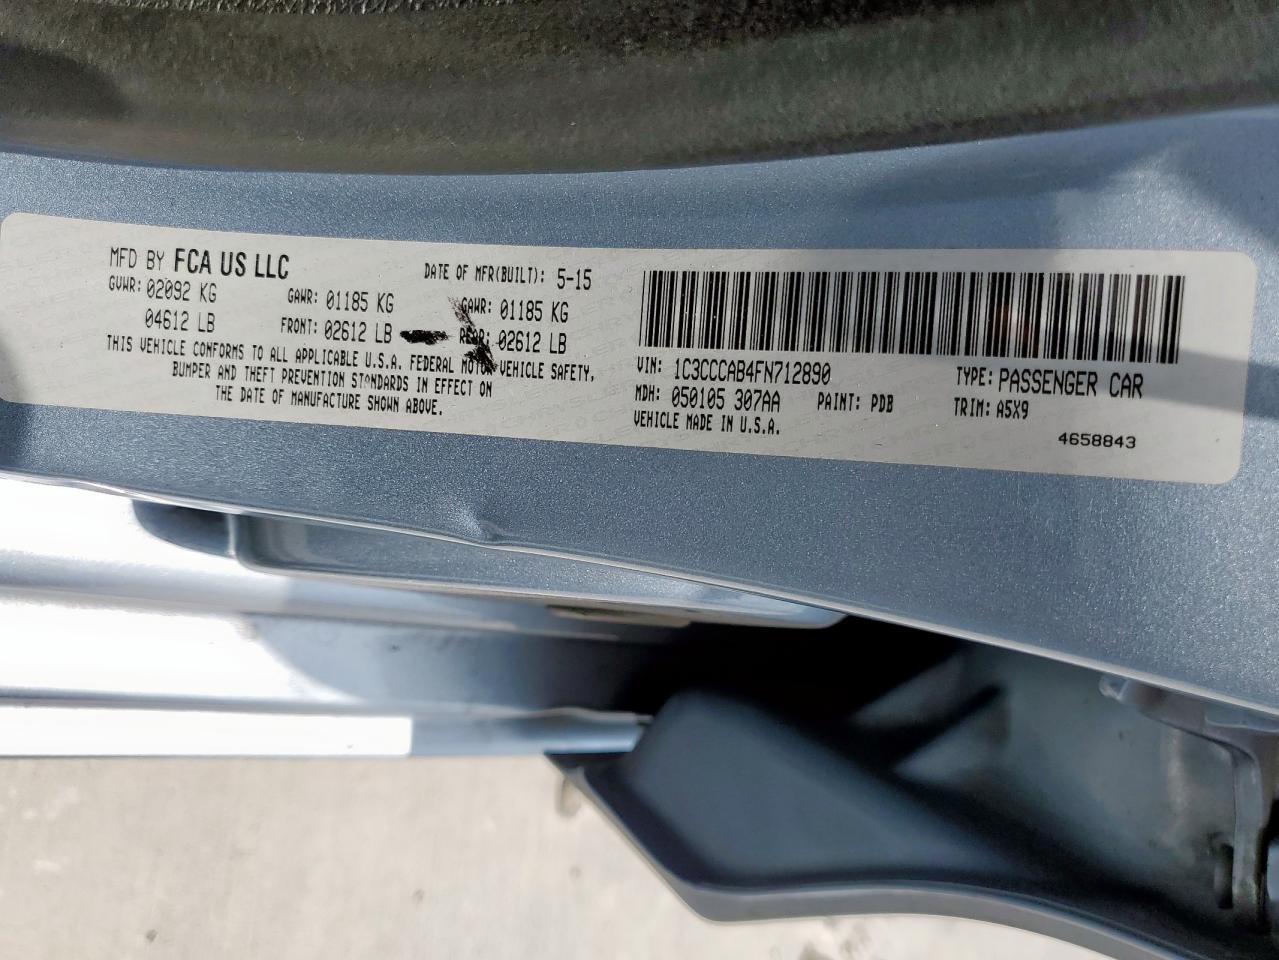 MFD BY FCA US LLC DATE OF MFR(BUILT): 5-15
GVWR: 02092 KG GAWR: 01185 KG GAWR: 01185 KG
04612 LB FRONT: 02612 LB REAR: 02612 LB
THIS VEHICLE CONFORMS TO ALL APPLICABLE U.S.A. FEDERAL MOTOR VEHICLE SAFETY,
BUMPER AND THEFT PREVENTION STANDARDS IN EFFECT ON
THE DATE OF MANUFACTURE SHOWN ABOVE.
VIN: 1C3CCCAB4FN712890 TYPE: PASSENGER CAR
MDH: 050105 307AA PAINT: PDB TRIM: A5X9
VEHICLE MADE IN U.S.A.
4658843